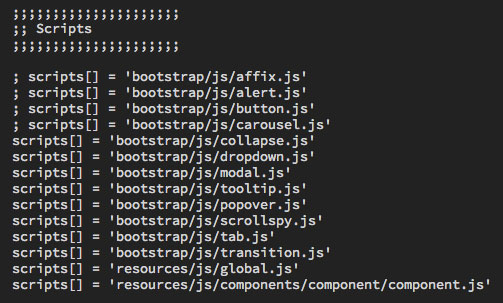 ;;;;;;;;;;;;;;;;;;;;;
;; Scripts
;;;;;;;;;;;;;;;;;;;;;
; scripts[] = 'bootstrap/js/affix.js'
; scripts[] = 'bootstrap/js/alert.js'
; scripts[] = 'bootstrap/js/button.js'
; scripts[] = 'bootstrap/js/carousel.js'
scripts[] = 'bootstrap/js/collapse.js'
scripts[] = 'bootstrap/js/dropdown.js'
scripts[] = 'bootstrap/js/modal.js'
scripts[] = 'bootstrap/js/tooltip.js'
scripts[] = 'bootstrap/js/popover.js'
scripts[] = 'bootstrap/js/scrollspy.js'
scripts[] = 'bootstrap/js/tab.js'
scripts[] = 'bootstrap/js/transition.js'
scripts[] = 'resources/js/global.js'
scripts[] = 'resources/js/components/component/component.js'